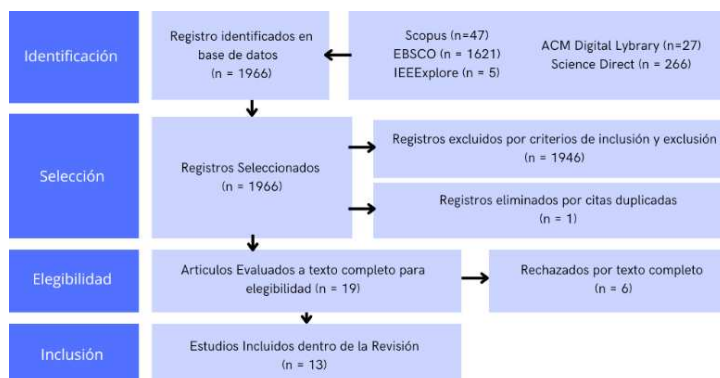 Identificación
Registro identificados en
base de datos
(n = 1966)
Scopus (n=47)
EBSCO (n = 1621)
IEEExplore (n = 5)
ACM Digital Lybrary (n=27)
Science Direct (n = 266)
Selección
Registros Seleccionados
(n = 1966)
Registros excluidos por criterios de inclusión y exclusión
(n = 1946)
Registros eliminados por citas duplicadas
(n = 1)
Elegibilidad
Articulos Evaluados a texto completo para
elegibilidad (n = 19)
Rechazados por texto completo
(n = 6)
Inclusión
Estudios Incluidos dentro de la Revisión
(n = 13)